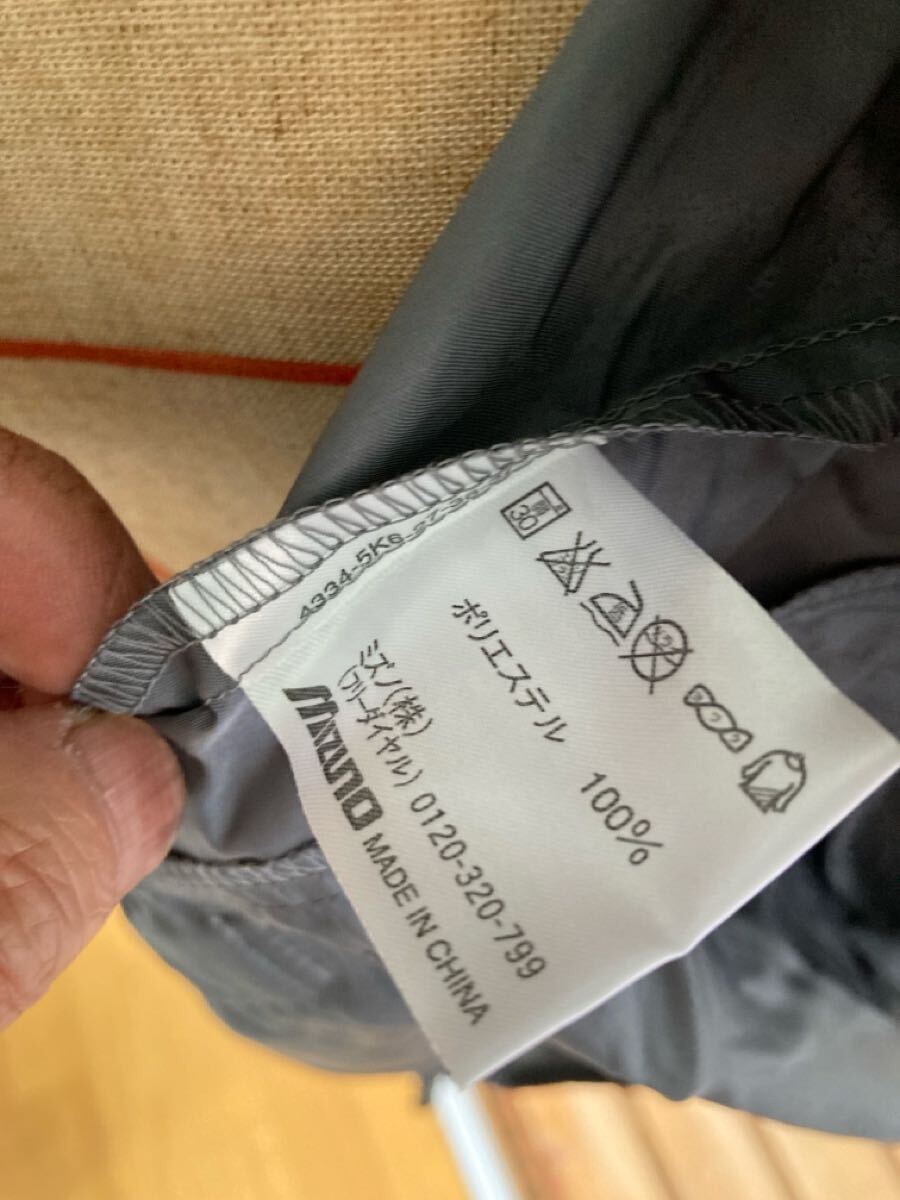 ポリエステル 100%
ミズノ(株)
(フリーダイヤル) 0120-320-799
MIZUNO MADE IN CHINA